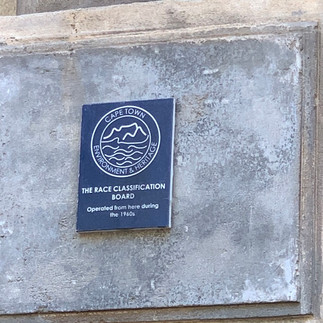 CAPE TOWN
ENVIRONMENT & HERITAGE
THE RACE CLASSIFICATION
BOARD
Operated from here during
the 1960s